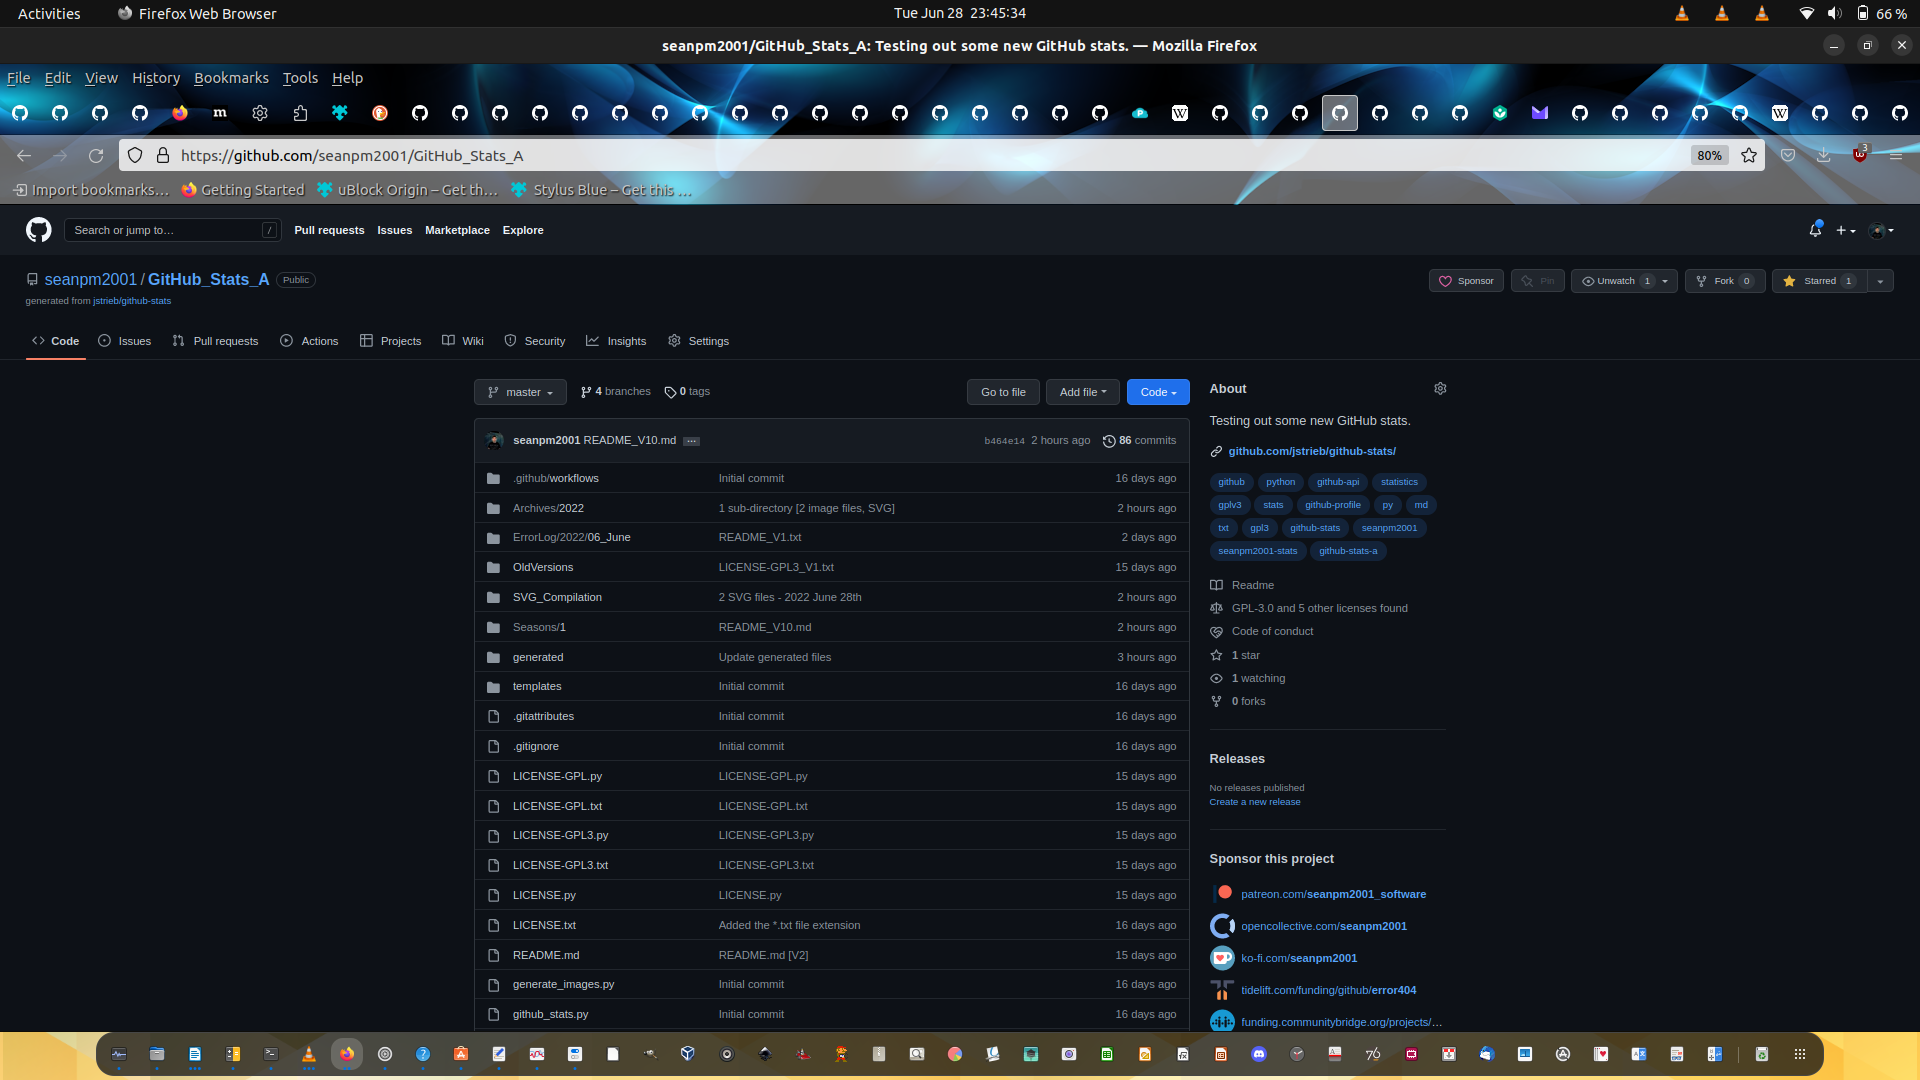 Activities
Firefox Web Browser
Tue Jun 28 23:45:34
66 %
seanpm2001/GitHub_Stats_A: Testing out some new GitHub stats. — Mozilla Firefox
File Edit View History Bookmarks Tools Help
https://github.com/seanpm2001/GitHub_Stats_A
80%
3
Import bookmarks…
Getting Started
uBlock Origin – Get th…
Stylus Blue – Get this …
Search or jump to…
/
Pull requests Issues Marketplace Explore
seanpm2001 / GitHub_Stats_A
Public
Sponsor
Pin
Unwatch 1
Fork 0
Starred 1
generated from jstrieb/github-stats
Code
Issues
Pull requests
Actions
Projects
Wiki
Security
Insights
Settings
master
4 branches
0 tags
Go to file
Add file
Code
seanpm2001 README_V10.md ...
b464e14 2 hours ago
86 commits
.github/workflows Initial commit 16 days ago
Archives/2022 1 sub-directory [2 image files, SVG] 2 hours ago
ErrorLog/2022/06_June README_V1.txt 2 days ago
OldVersions LICENSE-GPL3_V1.txt 15 days ago
SVG_Compilation 2 SVG files - 2022 June 28th 2 hours ago
Seasons/1 README_V10.md 2 hours ago
generated Update generated files 3 hours ago
templates Initial commit 16 days ago
.gitattributes Initial commit 16 days ago
.gitignore Initial commit 16 days ago
LICENSE-GPL.py LICENSE-GPL.py 15 days ago
LICENSE-GPL.txt LICENSE-GPL.txt 15 days ago
LICENSE-GPL3.py LICENSE-GPL3.py 15 days ago
LICENSE-GPL3.txt LICENSE-GPL3.txt 15 days ago
LICENSE.py LICENSE.py 15 days ago
LICENSE.txt Added the *.txt file extension 16 days ago
README.md README.md [V2] 15 days ago
generate_images.py Initial commit 16 days ago
github_stats.py Initial commit 16 days ago
About
Testing out some new GitHub stats.
github.com/jstrieb/github-stats/
github python github-api statistics
gplv3 stats github-profile py md
txt gpl3 github-stats seanpm2001
seanpm2001-stats github-stats-a
Readme
GPL-3.0 and 5 other licenses found
Code of conduct
1 star
1 watching
0 forks
Releases
No releases published
Create a new release
Sponsor this project
patreon.com/seanpm2001_software
opencollective.com/seanpm2001
ko-fi.com/seanpm2001
tidelift.com/funding/github/error404
funding.communitybridge.org/projects/…